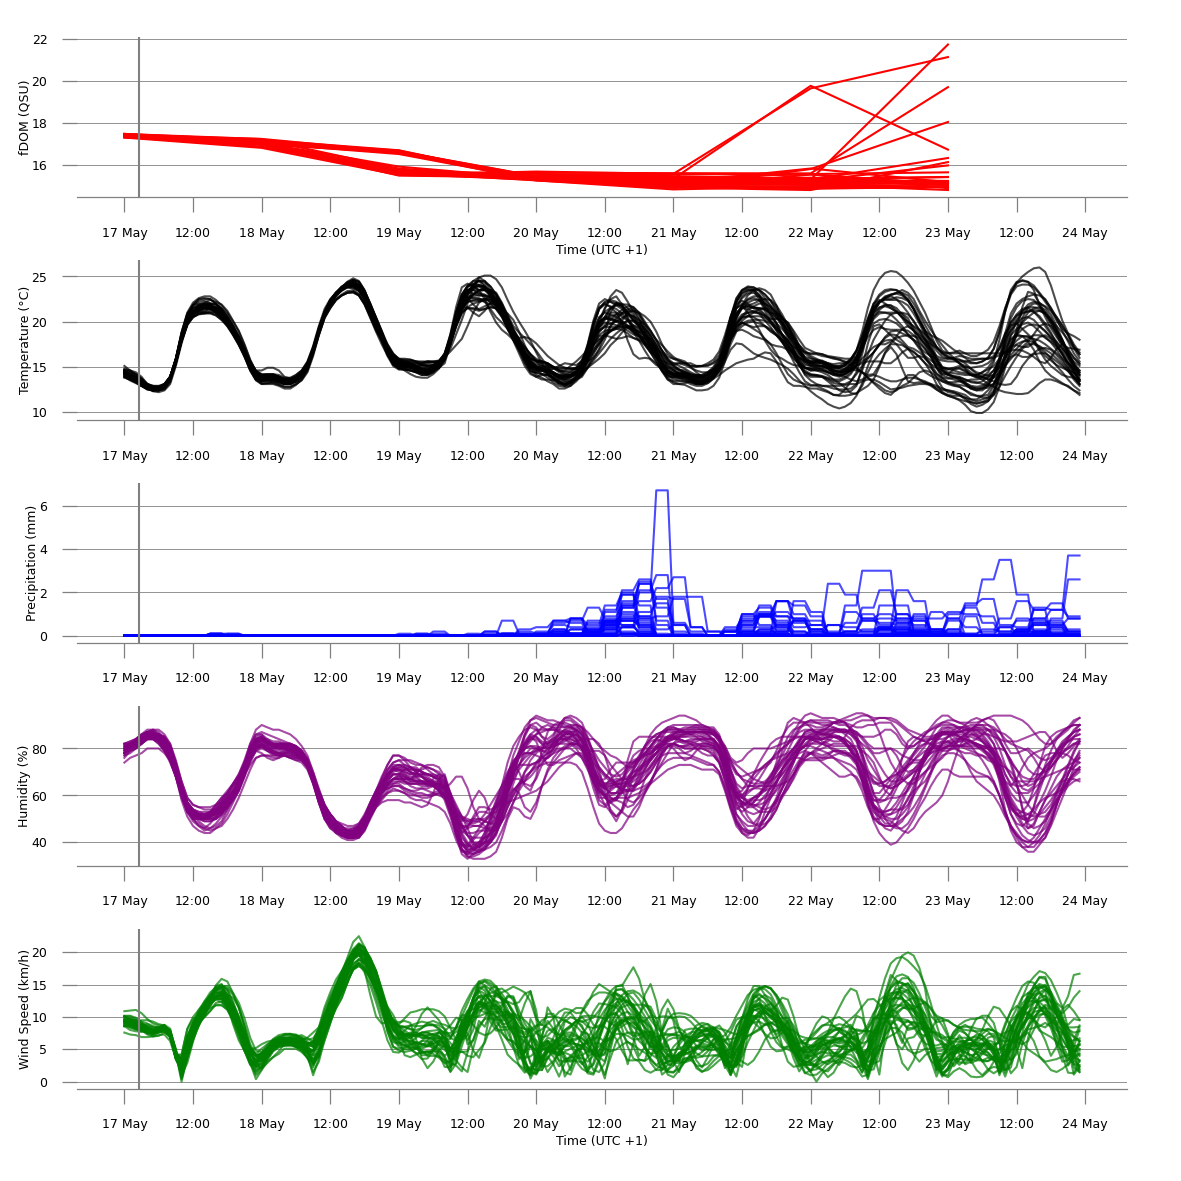 22
20
18
16
fDOM (QSU)
17 May 12:00 18 May 12:00 19 May 12:00 20 May 12:00 21 May 12:00 22 May 12:00 23 May 12:00 24 May
Time (UTC +1)
25
20
15
10
Temperature (°C)
17 May 12:00 18 May 12:00 19 May 12:00 20 May 12:00 21 May 12:00 22 May 12:00 23 May 12:00 24 May
6
4
2
0
Precipitation (mm)
17 May 12:00 18 May 12:00 19 May 12:00 20 May 12:00 21 May 12:00 22 May 12:00 23 May 12:00 24 May
80
60
40
Humidity (%)
17 May 12:00 18 May 12:00 19 May 12:00 20 May 12:00 21 May 12:00 22 May 12:00 23 May 12:00 24 May
20
15
10
5
0
Wind Speed (km/h)
17 May 12:00 18 May 12:00 19 May 12:00 20 May 12:00 21 May 12:00 22 May 12:00 23 May 12:00 24 May
Time (UTC +1)